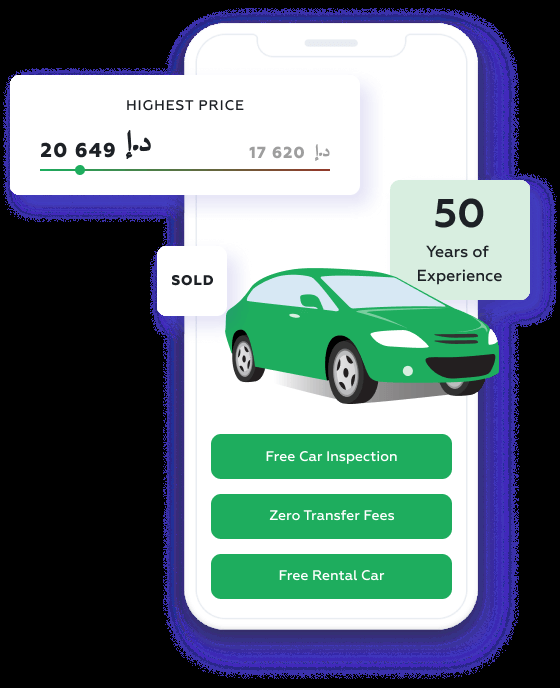 HIGHEST PRICE
20 649 د.إ
17 620 د.إ
50
Years of
Experience
SOLD
Free Car Inspection
Zero Transfer Fees
Free Rental Car